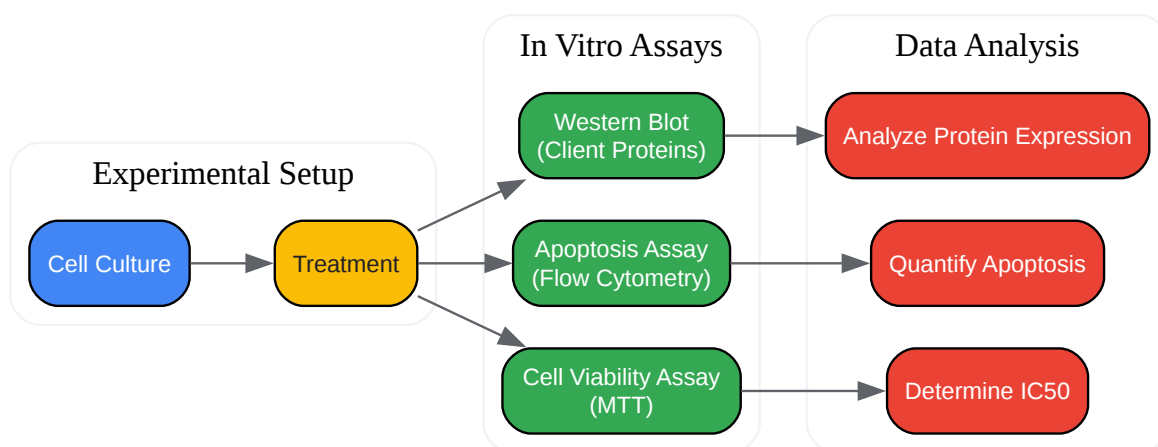 Experimental Setup
Cell Culture
Treatment
In Vitro Assays
Western Blot
(Client Proteins)
Apoptosis Assay
(Flow Cytometry)
Cell Viability Assay
(MTT)
Data Analysis
Analyze Protein Expression
Quantify Apoptosis
Determine IC50